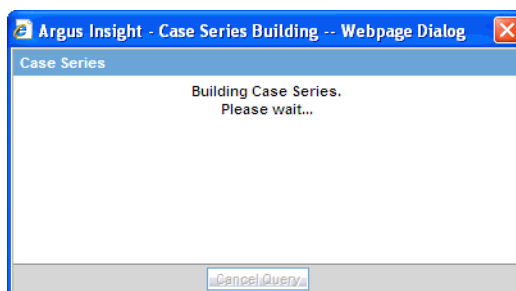 Argus Insight - Case Series Building -- Webpage Dialog
Case Series
Building Case Series.
Please wait...
Cancel Query